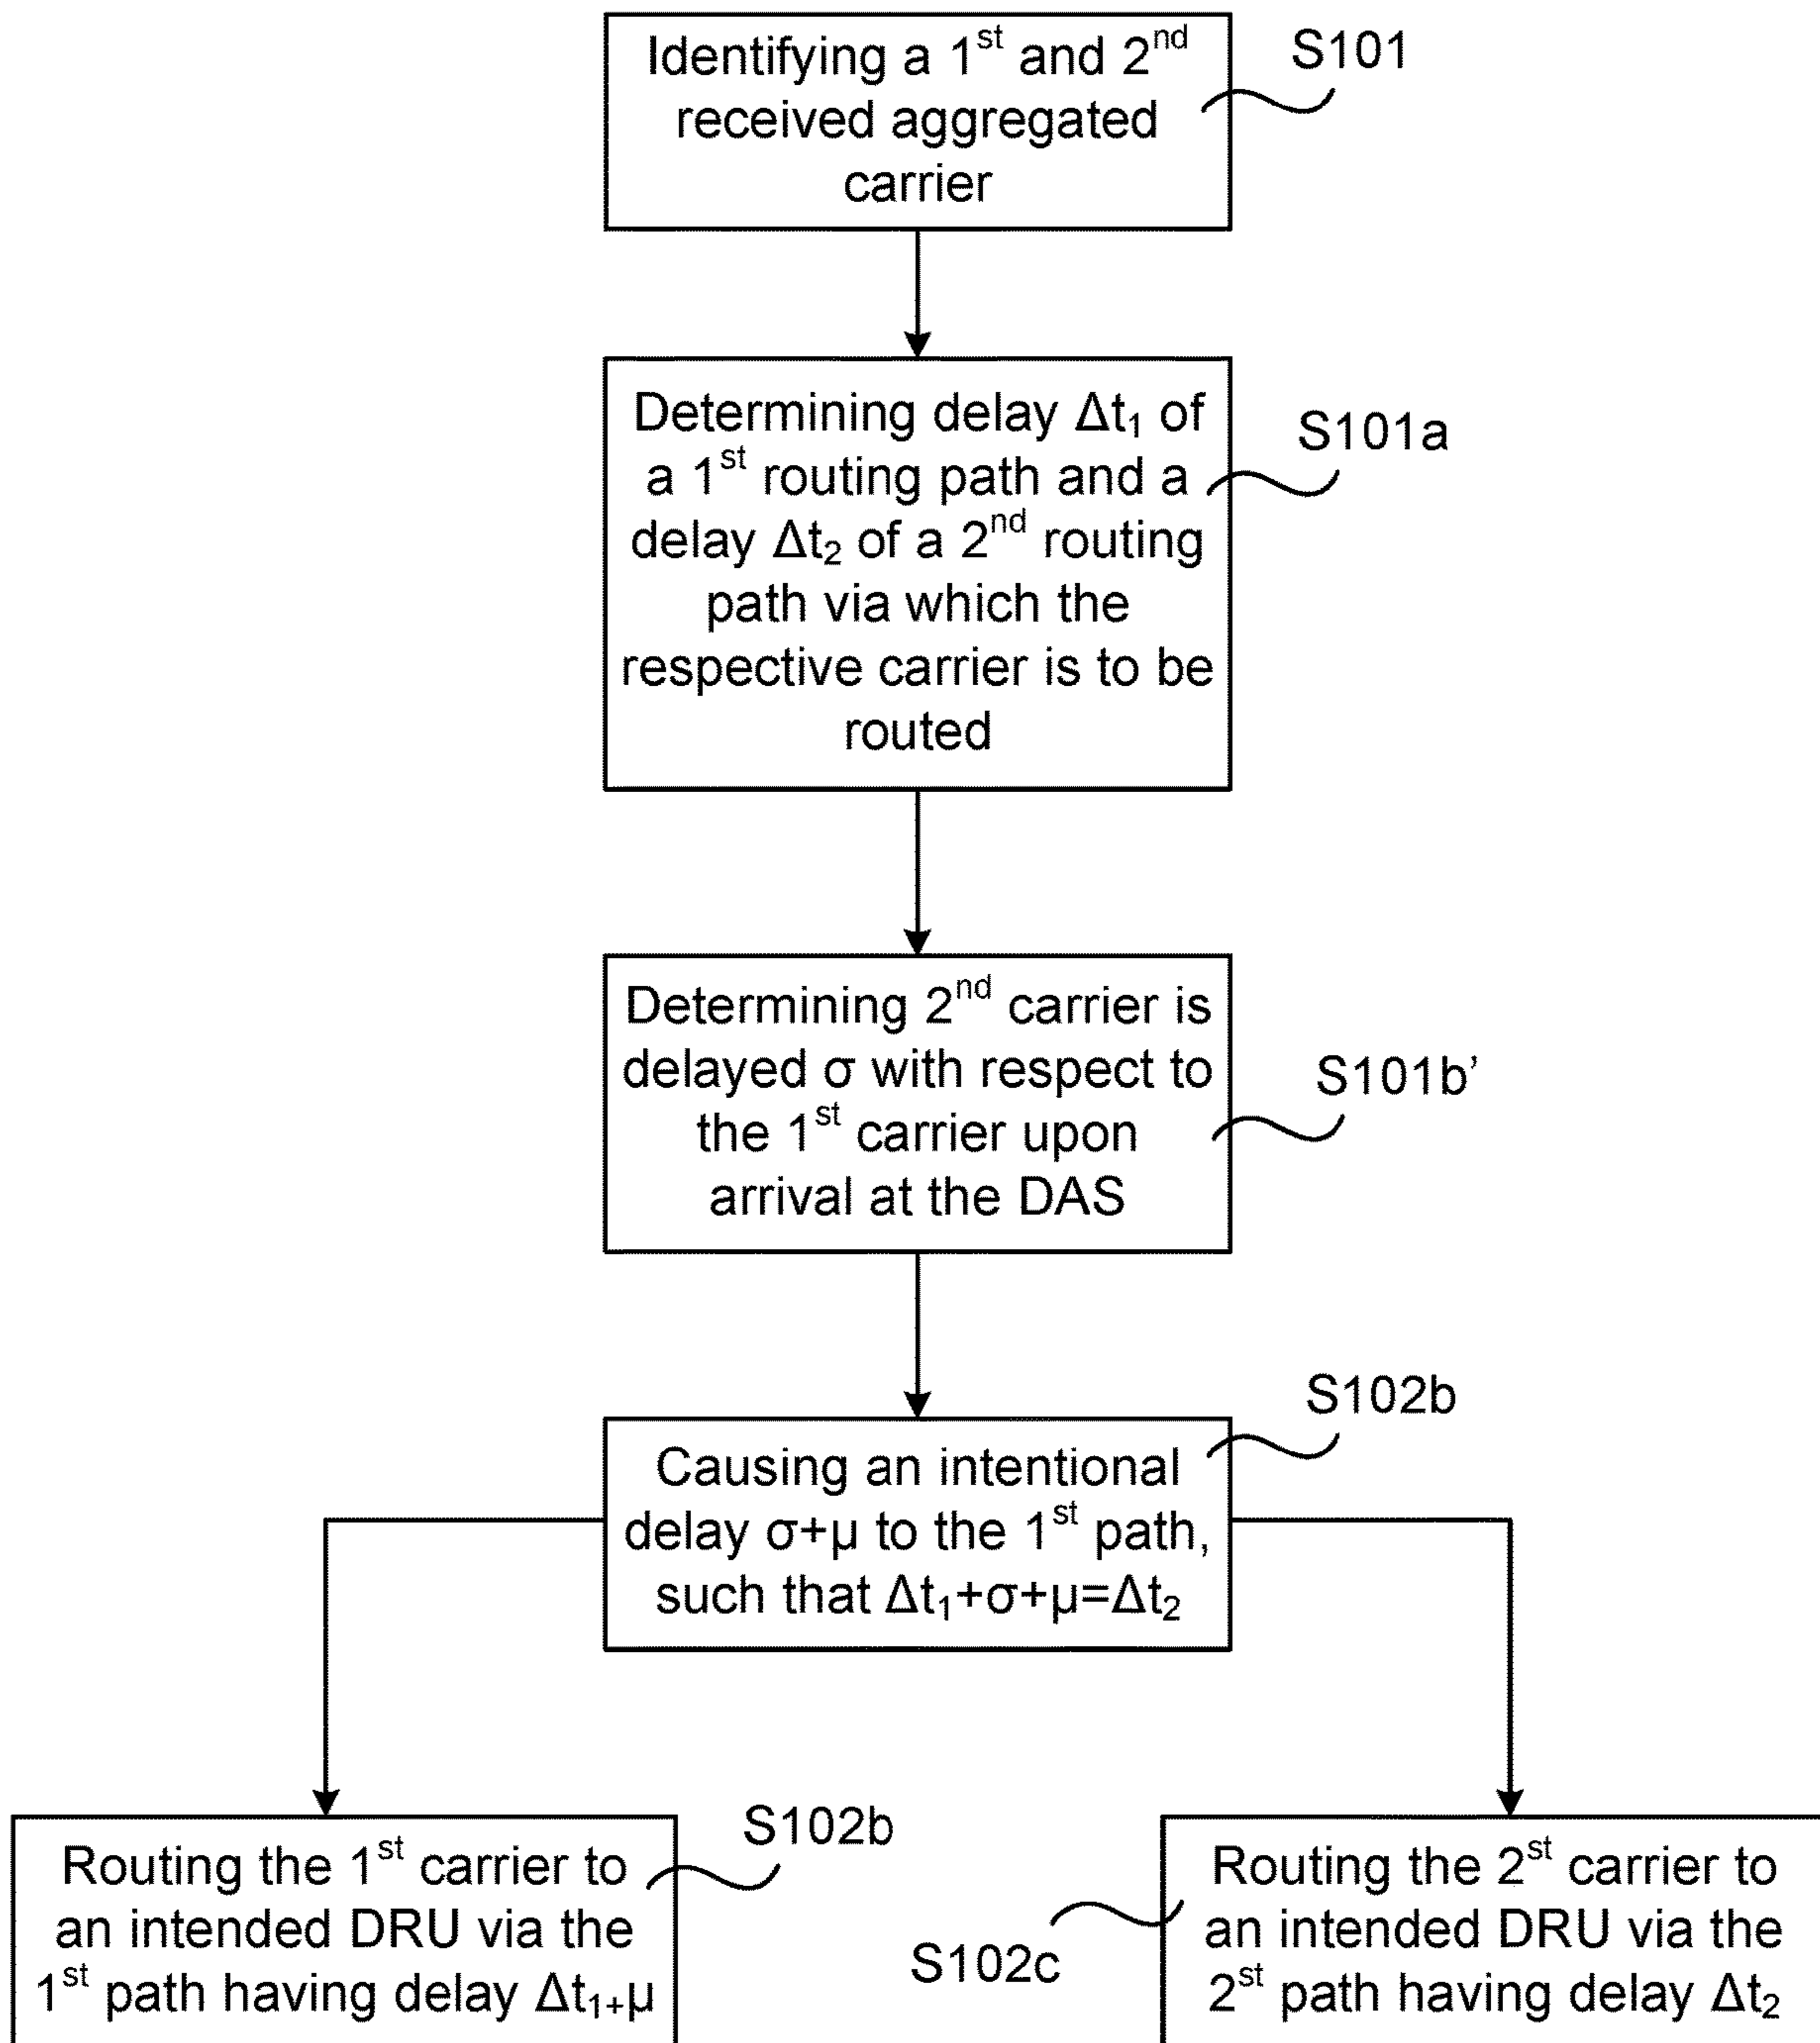 Identifying a 1st and 2nd
received aggregated
carrier
S101
Determining delay Δt1 of
a 1st routing path and a
delay Δt2 of a 2nd routing
path via which the
respective carrier is to be
routed
S101a
Determining 2nd carrier is
delayed σ with respect to
the 1st carrier upon
arrival at the DAS
S101b’
Causing an intentional
delay σ+µ to the 1st path,
such that Δt1+σ+µ=Δt2
S102b
Routing the 1st carrier to
an intended DRU via the
1st path having delay Δt1+µ
S102b
Routing the 2st carrier to
an intended DRU via the
2st path having delay Δt2
S102c